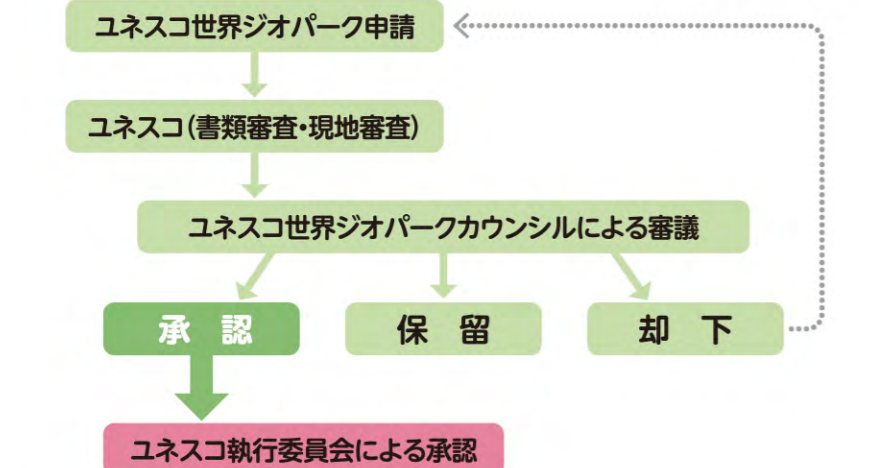 ユネスコ世界ジオパーク申請
ユネスコ(書類審査・現地審査)
ユネスコ世界ジオパークカウンシルによる審議
承 認
保 留
却 下
ユネスコ執行委員会による承認